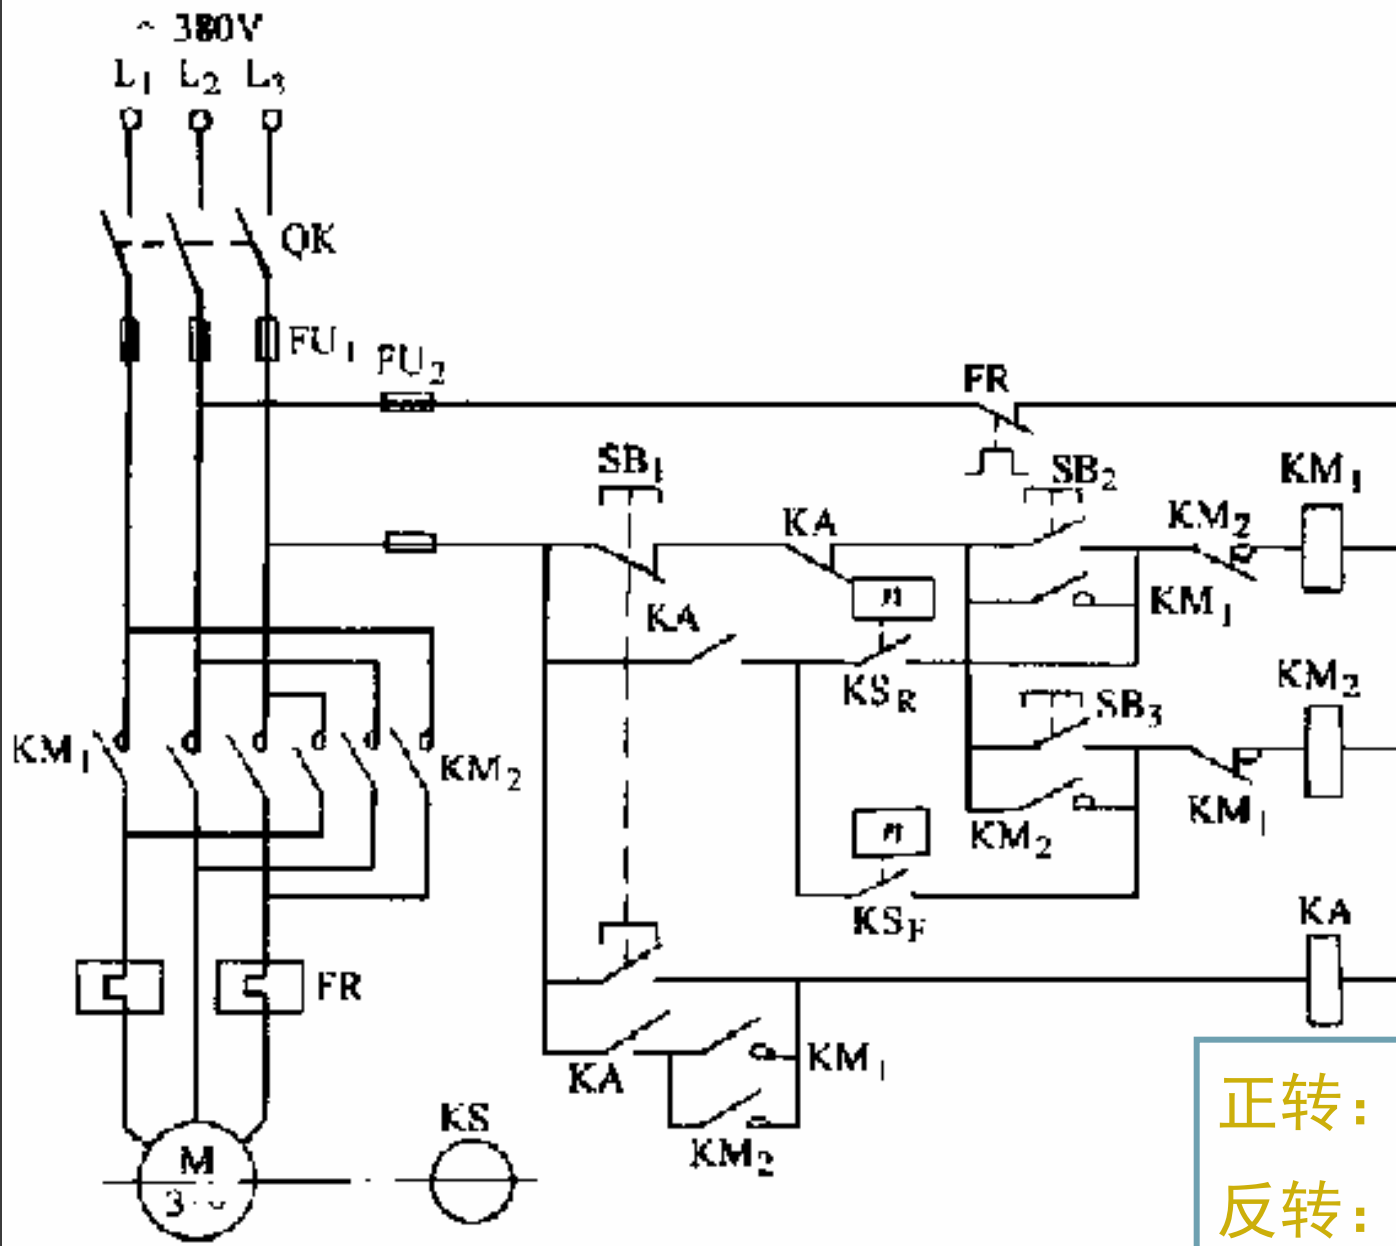 ~ 380V
L1 L2 L3
QK
FU1
FU2
FR
SB1
SB2
KM1
KA
KM2
n
KM1
KA
KSR
KM2
SB3
KM1
KM2
n
KM2
KM1
KSF
KA
FR
KM1
KA
正转：
KS
KM2
M
3 ~
反转：